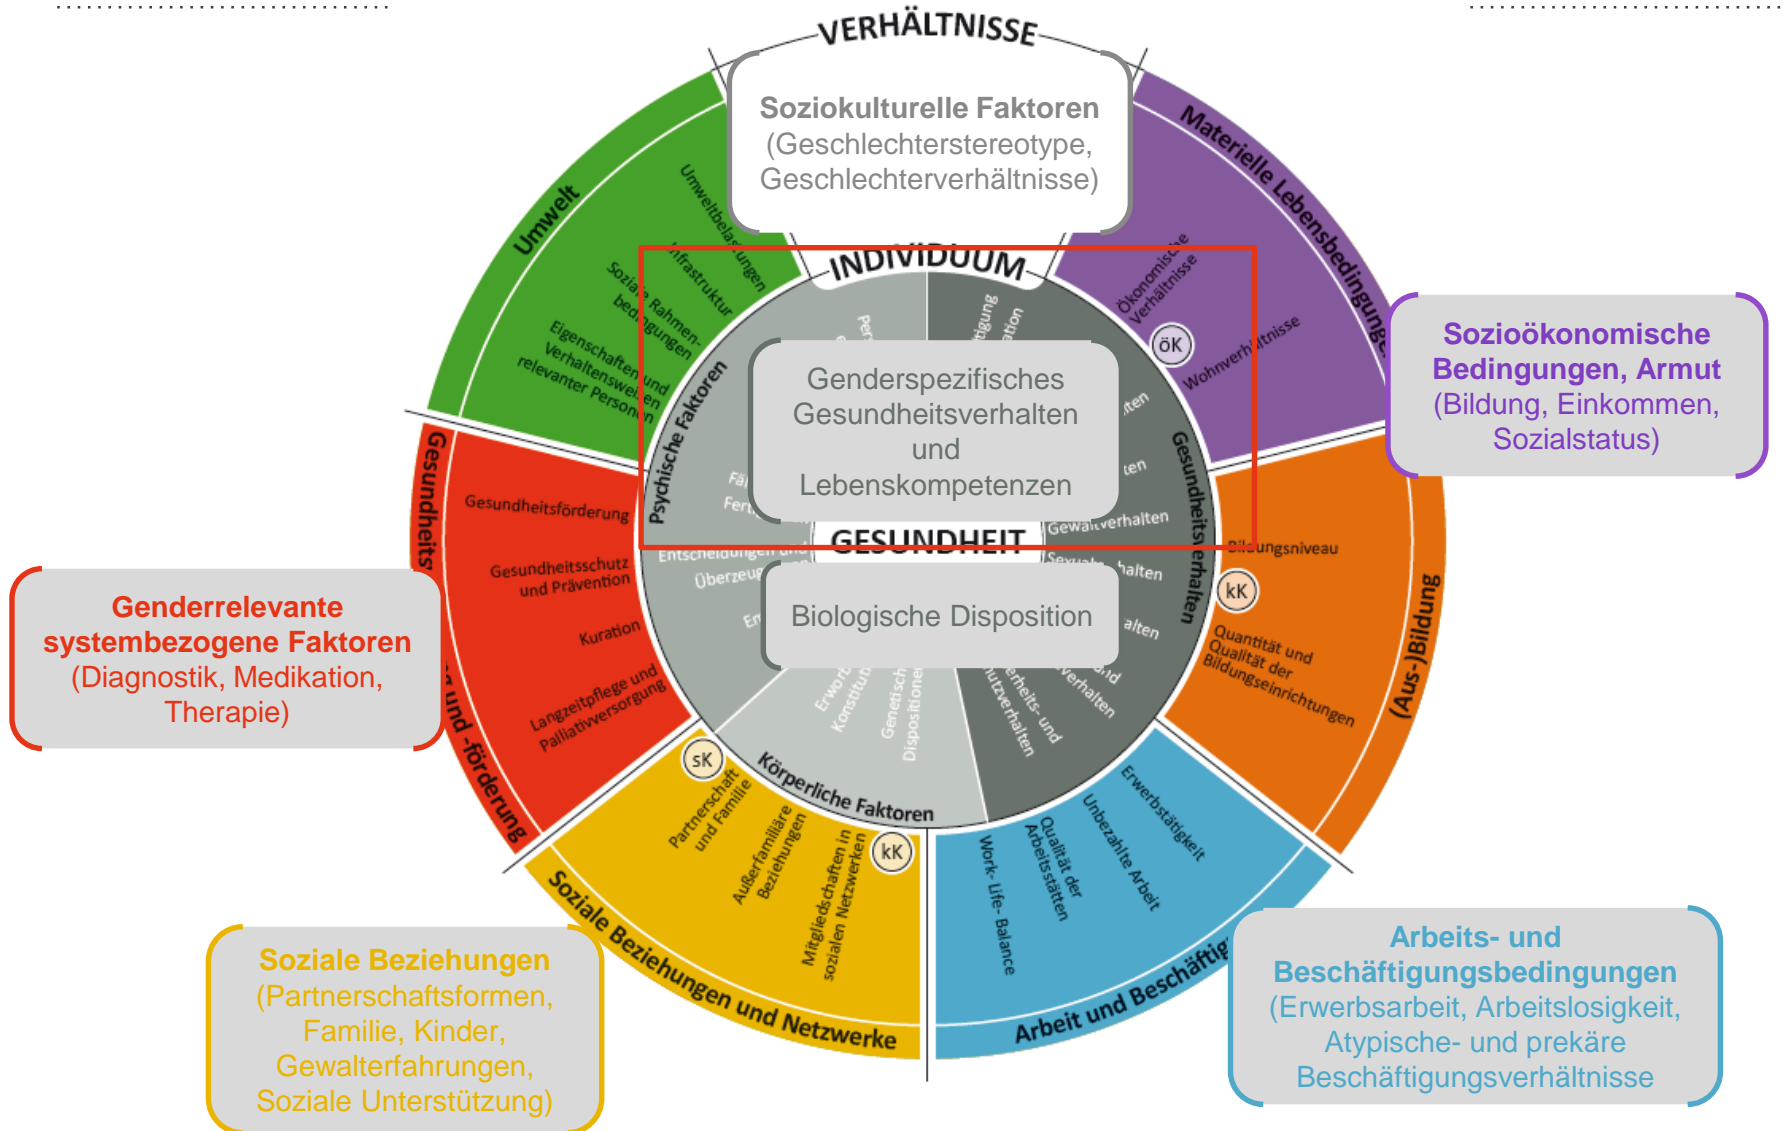 VERHÄLTNISSE
Soziokulturelle Faktoren
(Geschlechterstereotype,
Geschlechterverhältnisse)
Umwelt
Umweltbelastungen
Infrastruktur
Soziale Rahmen-
bedingungen
Eigenschaften und
Verhaltensweisen
relevanter Personen
Materielle Lebensbedingungen
Ökonomische
Verhältnisse
öK
Wohnverhältnisse
Sozioökonomische
Bedingungen, Armut
(Bildung, Einkommen,
Sozialstatus)
INDIVIDUUM
Psychische Faktoren
Genderspezifisches
Gesundheitsverhalten
und
Lebenskompetenzen
Gesundheitsverhalten
Gewaltverhalten
GESUNDHEIT
Entscheidungen und
Biologische Disposition
Körperliche Faktoren
Gesundheitsförderung
Gesundheitsschutz
und Prävention
Kuration
Langzeitpflege und
Palliativversorgung
und -förderung
Genderrelevante
systembezogene Faktoren
(Diagnostik, Medikation,
Therapie)
Bildungsniveau
kK
Quantität und
Qualität der
Bildungseinrichtungen
(Aus-)Bildung
sK
Partnerschaft
und Familie
Außerfamiliäre
Beziehungen
Mitgliedschaften in
sozialen Netzwerken
kK
Soziale Beziehungen und Netzwerke
Soziale Beziehungen
(Partnerschaftsformen,
Familie, Kinder,
Gewalterfahrungen,
Soziale Unterstützung)
Work- Life- Balance
Qualität der
Arbeitsstätten
Unbezahlte Arbeit
Erwerbstätigkeit
Arbeit und
Arbeits- und
Beschäftigungsbedingungen
(Erwerbsarbeit, Arbeitslosigkeit,
Atypische- und prekäre
Beschäftigungsverhältnisse